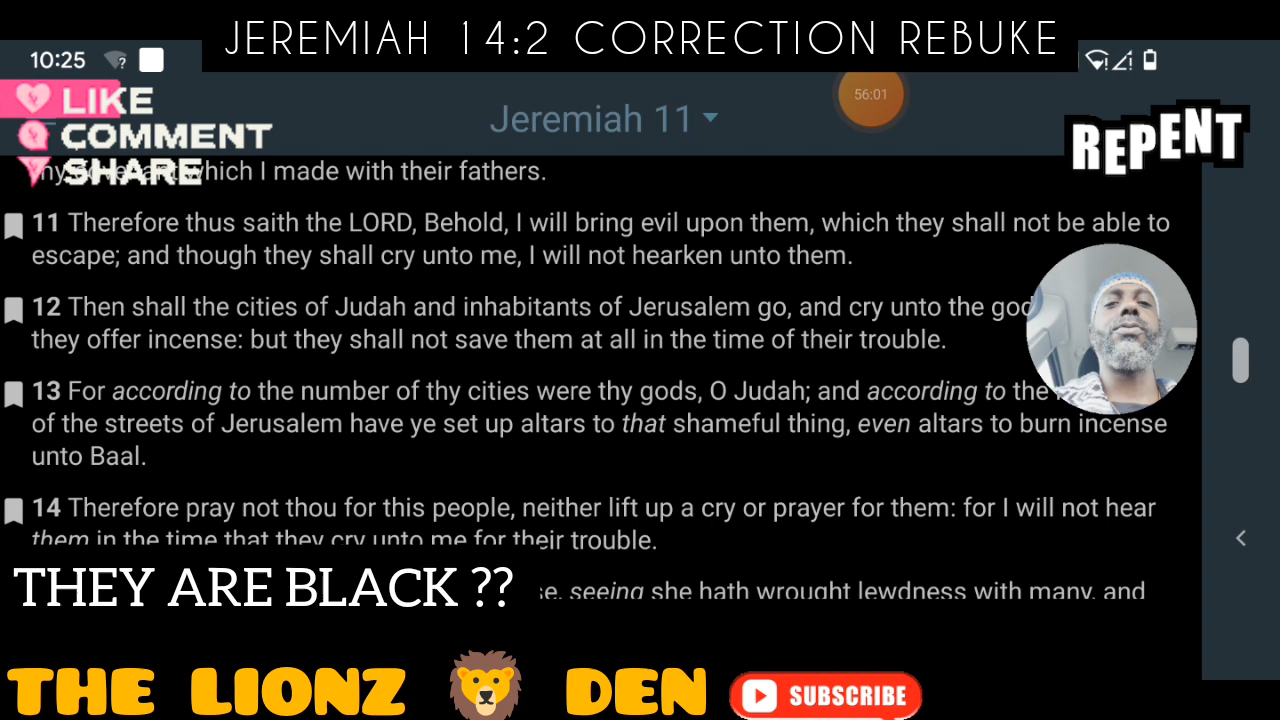 JEREMIAH 14:2 CORRECTION REBUKE
10:25
LIKE
COMMENT
SHARE
Jeremiah 11
56:01
REPENT
which I made with their fathers.
11 Therefore thus saith the LORD, Behold, I will bring evil upon them, which they shall not be able to
escape; and though they shall cry unto me, I will not hearken unto them.
12 Then shall the cities of Judah and inhabitants of Jerusalem go, and cry unto the god
they offer incense: but they shall not save them at all in the time of their trouble.
13 For according to the number of thy cities were thy gods, O Judah; and according to the
of the streets of Jerusalem have ye set up altars to that shameful thing, even altars to burn incense
unto Baal.
14 Therefore pray not thou for this people, neither lift up a cry or prayer for them: for I will not hear
them in the time that they cry unto me for their trouble.
seeing she hath wrought lewdness with many, and
THEY ARE BLACK ??
THE LIONZ DEN
SUBSCRIBE